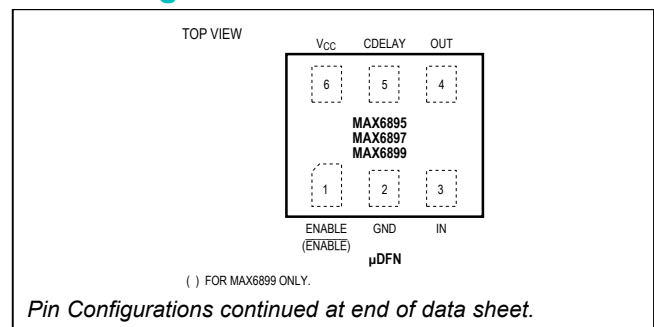 TOP VIEW
VCC CDELAY OUT
6 5 4
MAX6895
MAX6897
MAX6899
1 2 3
ENABLE GND IN
(ENABLE)
µDFN
( ) FOR MAX6899 ONLY.
Pin Configurations continued at end of data sheet.